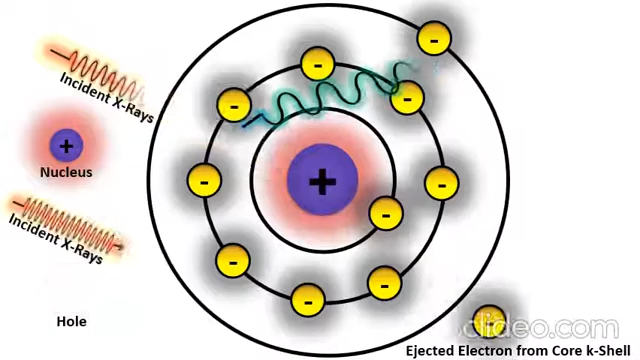 Incident X-Rays
+
Nucleus
Incident X-Rays
Hole
+
-
-
-
-
-
-
-
-
-
-
-
clideo.com
Ejected Electron from Core k-Shell